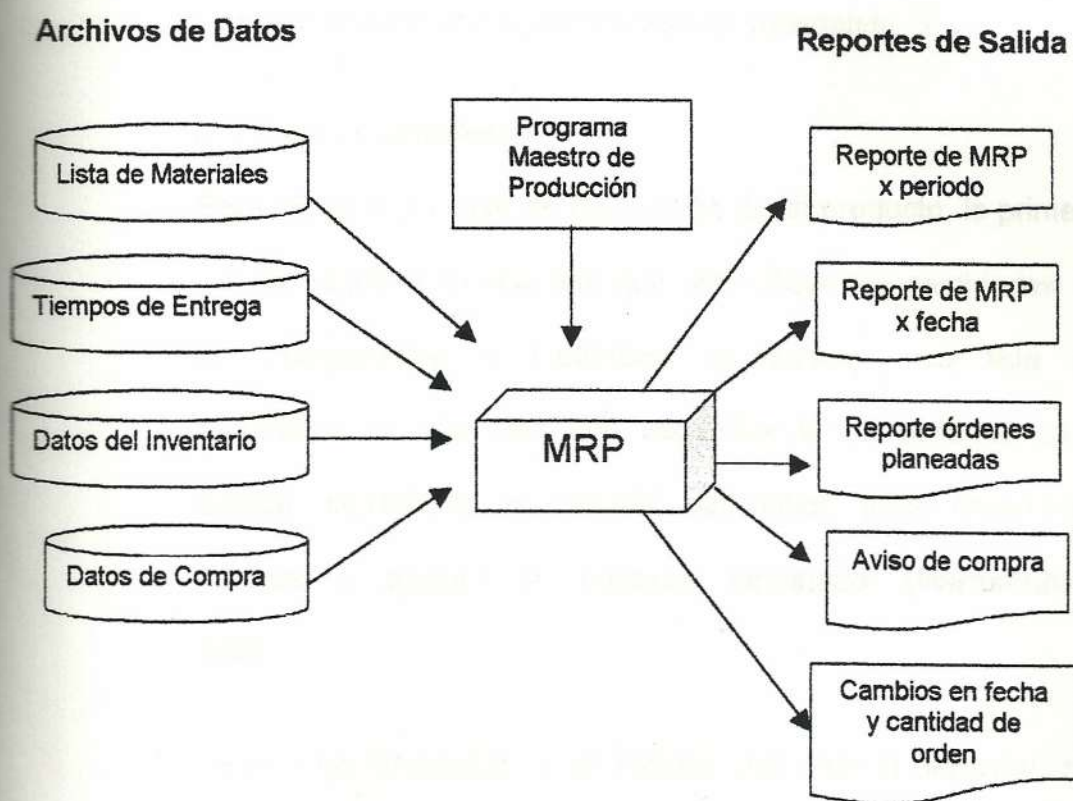 Archivos de Datos
Reportes de Salida
Lista de Materiales
Tiempos de Entrega
Datos del Inventario
Datos de Compra
Programa
Maestro de
Producción
MRP
Reporte de MRP
x periodo
Reporte de MRP
x fecha
Reporte órdenes
planeadas
Aviso de compra
Cambios en fecha
y cantidad de
orden